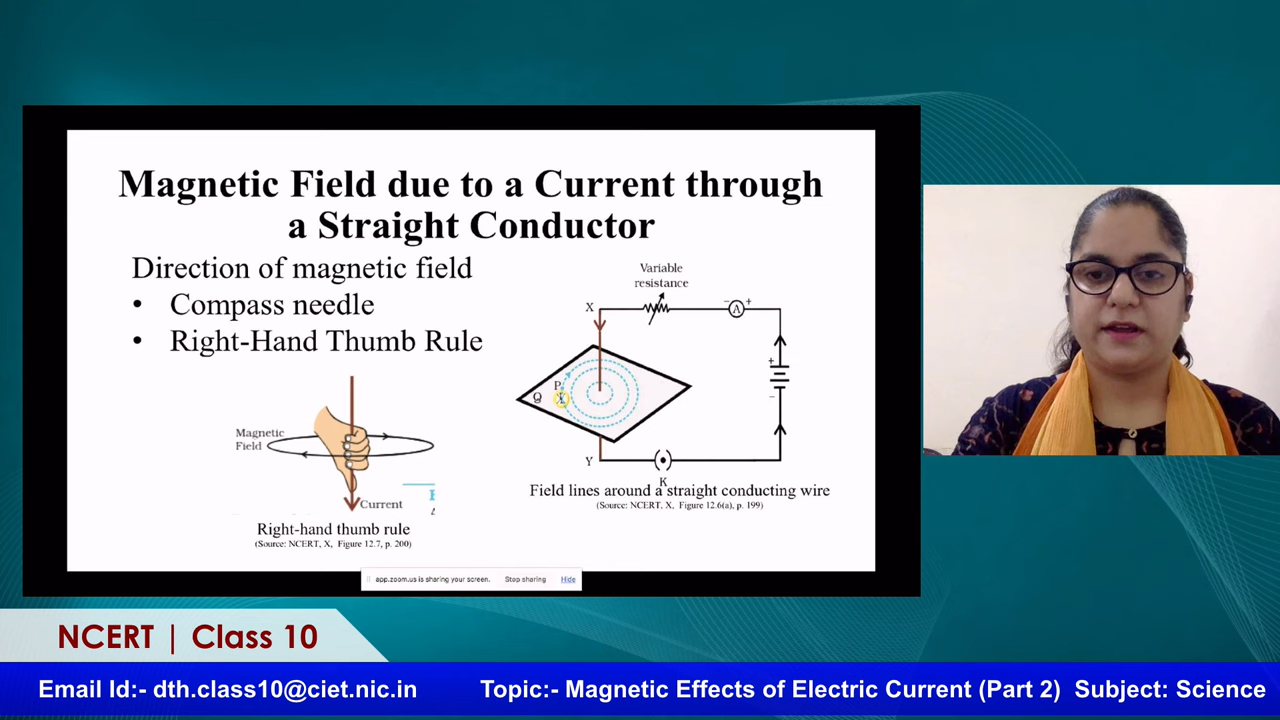 Magnetic Field due to a Current through
a Straight Conductor
Direction of magnetic field
• Compass needle
• Right-Hand Thumb Rule
Magnetic
Field
Current
Right-hand thumb rule
(Source: NCERT, X, Figure 12.7, p. 200)
Variable
resistance
X
- A +
P
Q
+
-
Y
K
Field lines around a straight conducting wire
(Source: NCERT, X, Figure 12.6(a), p. 199)
app.zoom.us is sharing your screen. Stop sharing Hide
NCERT | Class 10
Email Id:- dth.class10@ciet.nic.in Topic:- Magnetic Effects of Electric Current (Part 2) Subject: Science